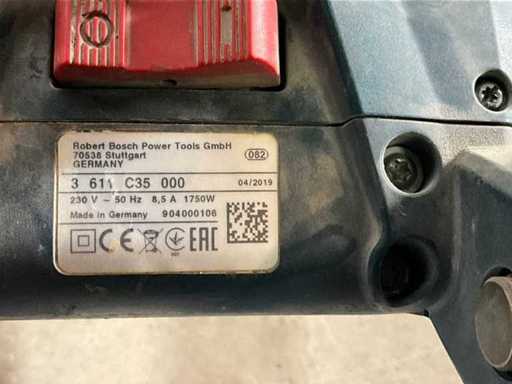 Robert Bosch Power Tools GmbH
70538 Stuttgart
GERMANY
082
3 611 C35 000
04/2019
230 V ~ 50 Hz 8,5 A 1750W
Made in Germany 904000106
CE EAC